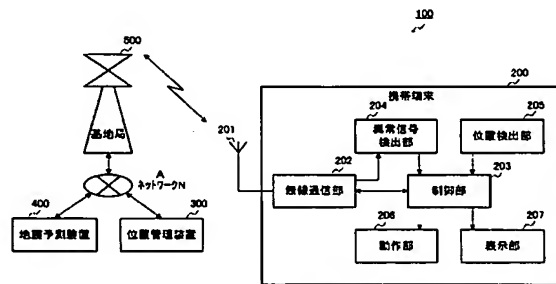 100
500
200
携帯端末
204
205
201
異常信号
検出部
位置検出部
基地局
202
203
無線通信部
制御部
A
ネットワークN
400
300
206
207
地震予測装置
位置管理装置
動作部
表示部